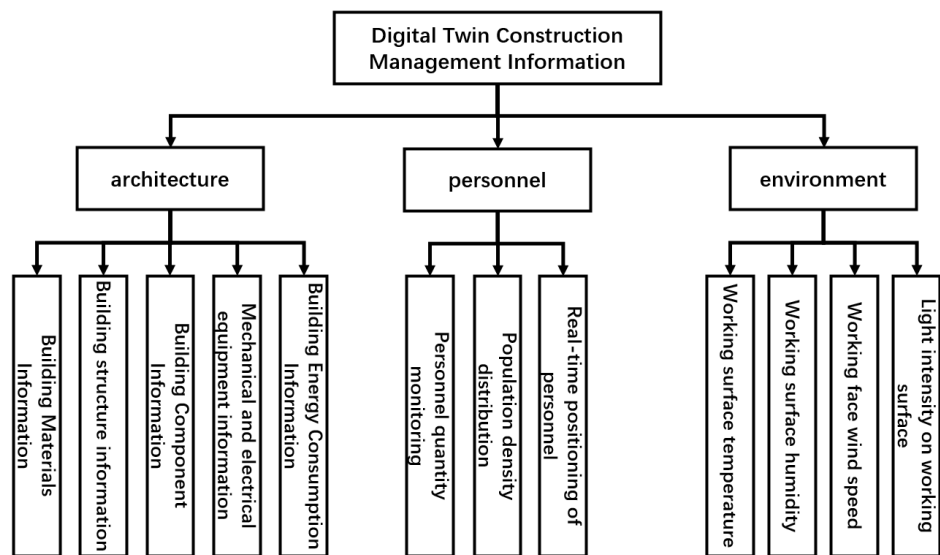 Digital Twin Construction
Management Information
architecture
personnel
environment
Building Materials
Information
Building structure information
Building Component
Information
Mechanical and electrical
equipment information
Building Energy Consumption
Information
Personnel quantity
monitoring
Population density
distribution
Real-time positioning of
personnel
Working surface temperature
Working surface humidity
Working face wind speed
Light intensity on working
surface